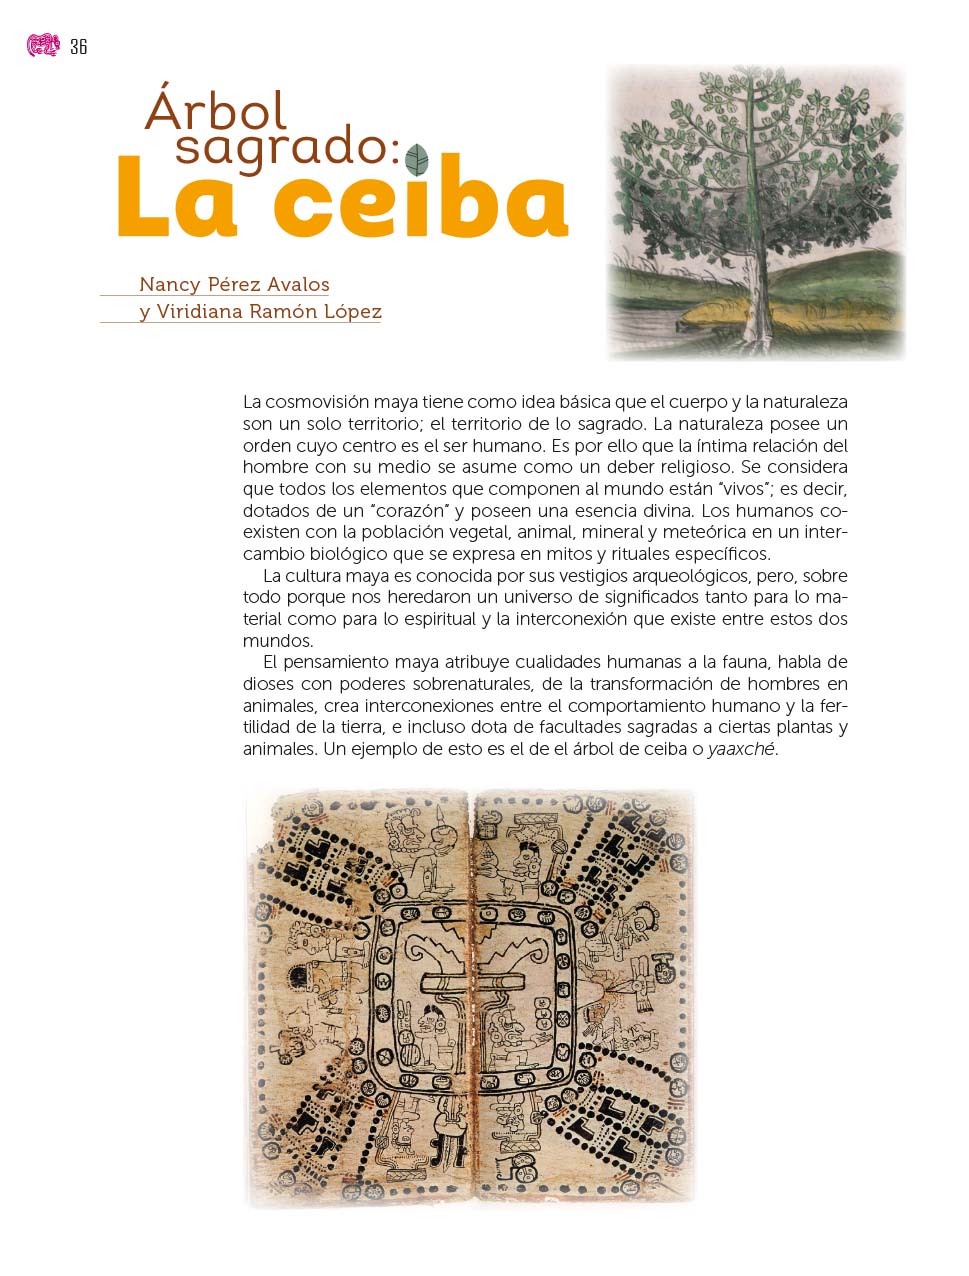 36
Árbol
sagrado:
La ceiba
Nancy Pérez Avalos
y Viridiana Ramón López
La cosmovisión maya tiene como idea básica que el cuerpo y la naturaleza
son un solo territorio; el territorio de lo sagrado. La naturaleza posee un
orden cuyo centro es el ser humano. Es por ello que la íntima relación del
hombre con su medio se asume como un deber religioso. Se considera
que todos los elementos que componen al mundo están “vivos”; es decir,
dotados de un “corazón” y poseen una esencia divina. Los humanos co-
existen con la población vegetal, animal, mineral y meteórica en un inter-
cambio biológico que se expresa en mitos y rituales específicos.
La cultura maya es conocida por sus vestigios arqueológicos, pero, sobre
todo porque nos heredaron un universo de significados tanto para lo ma-
terial como para lo espiritual y la interconexión que existe entre estos dos
mundos.
El pensamiento maya atribuye cualidades humanas a la fauna, habla de
dioses con poderes sobrenaturales, de la transformación de hombres en
animales, crea interconexiones entre el comportamiento humano y la fer-
tilidad de la tierra, e incluso dota de facultades sagradas a ciertas plantas y
animales. Un ejemplo de esto es el de el árbol de ceiba o yaaxché.